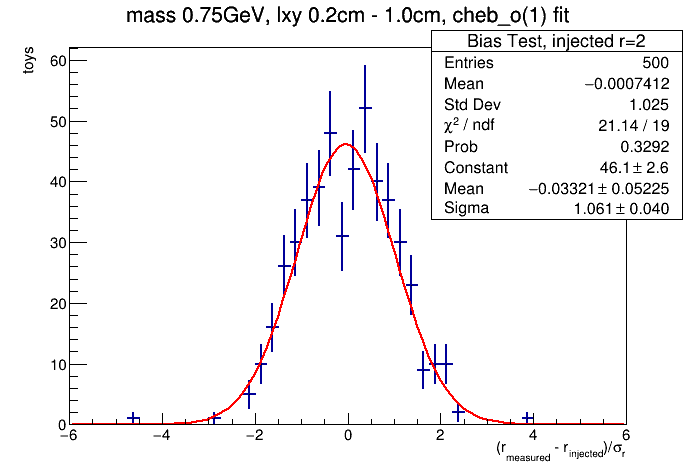 mass 0.75GeV, lxy 0.2cm - 1.0cm, cheb_o(1) fit
Bias Test, injected r=2
Entries 500
Mean −0.0007412
Std Dev 1.025
χ² / ndf 21.14 / 19
Prob 0.3292
Constant 46.1 ± 2.6
Mean −0.03321 ± 0.05225
Sigma 1.061 ± 0.040
toys
60
50
40
30
20
10
0
−6 −4 −2 0 2 4 6
(r_measured - r_injected)/σ_r